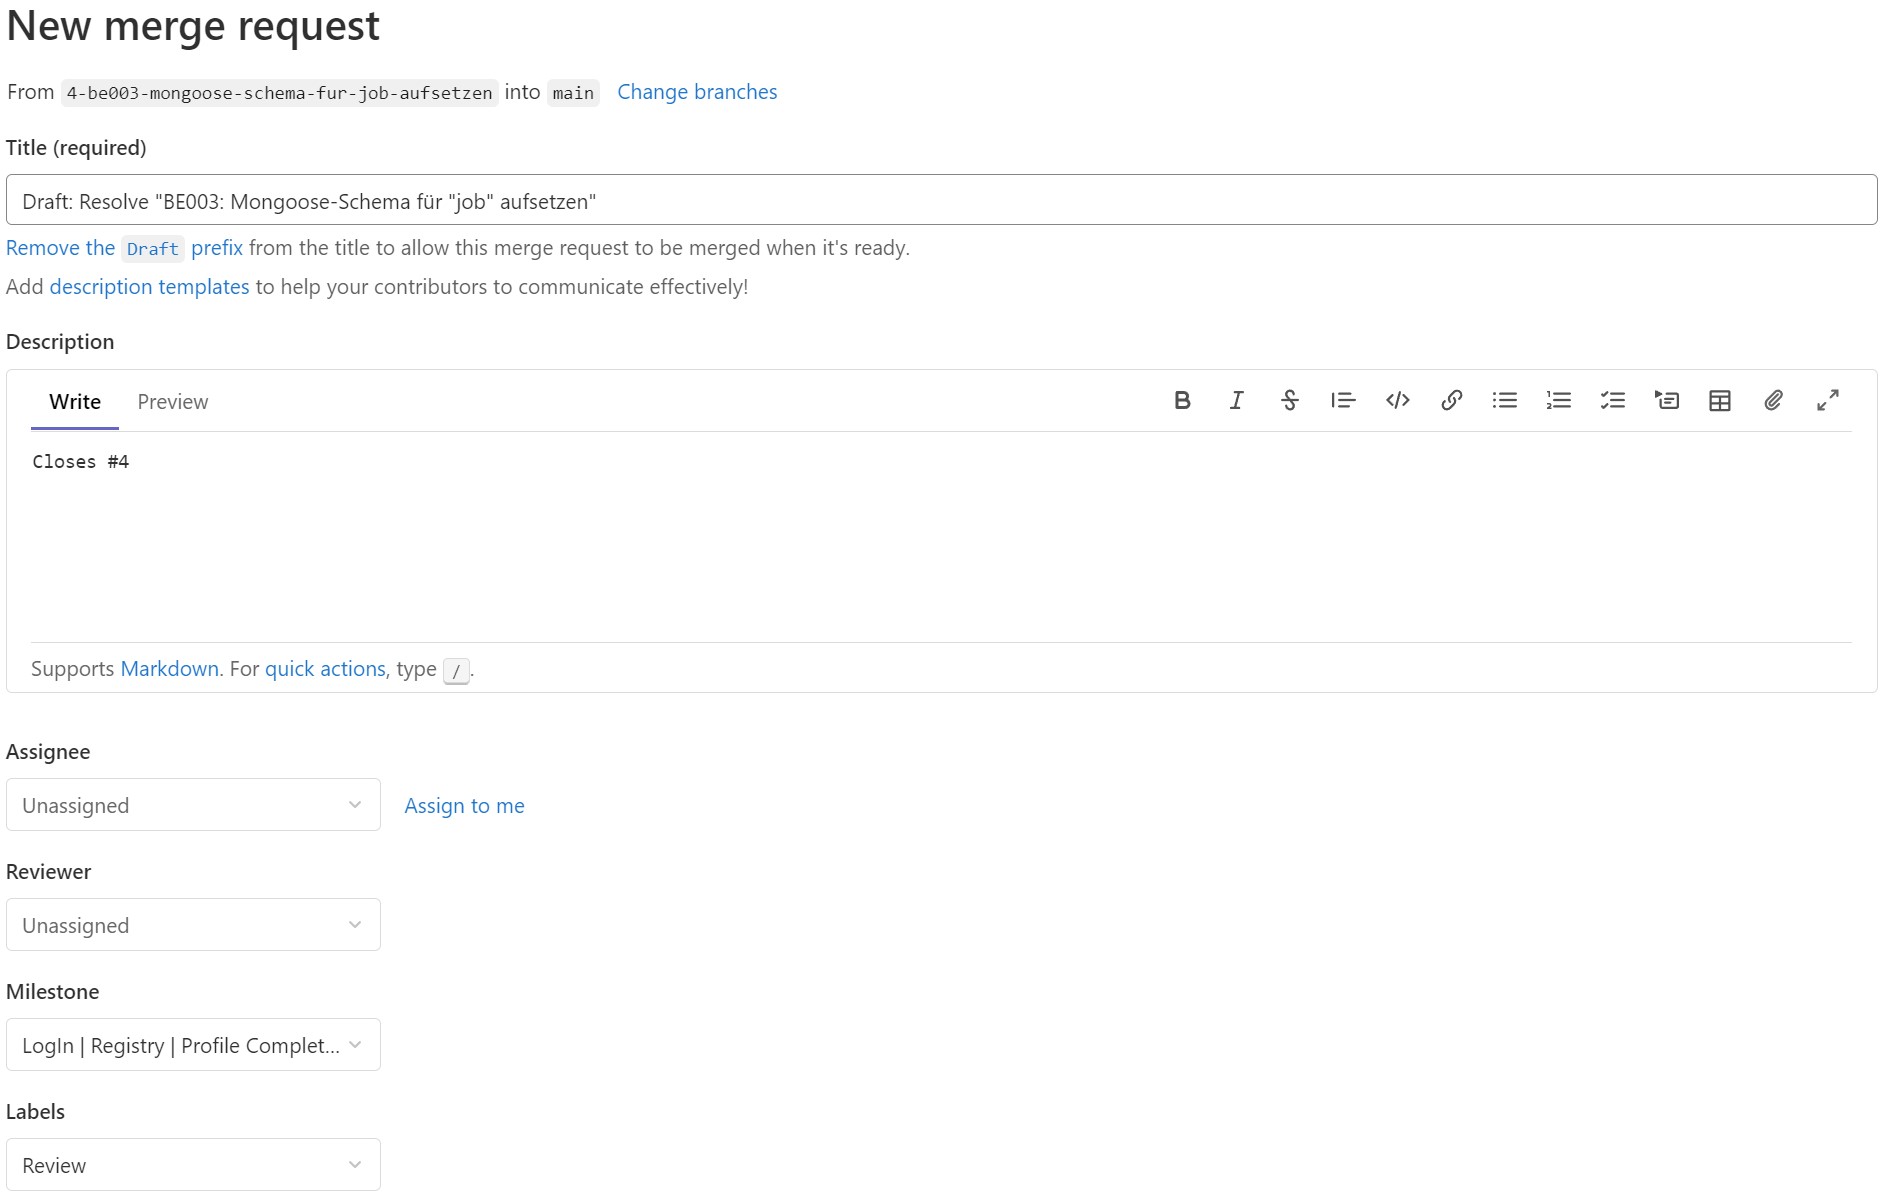 New merge request
From 4-be003-mongoose-schema-fur-job-aufsetzen into main Change branches
Title (required)
Draft: Resolve "BE003: Mongoose-Schema für "job" aufsetzen"
Remove the Draft prefix from the title to allow this merge request to be merged when it's ready.
Add description templates to help your contributors to communicate effectively!
Description
Write Preview
Closes #4
Supports Markdown. For quick actions, type /.
Assignee
Unassigned Assign to me
Reviewer
Unassigned
Milestone
LogIn | Registry | Profile Complet...
Labels
Review